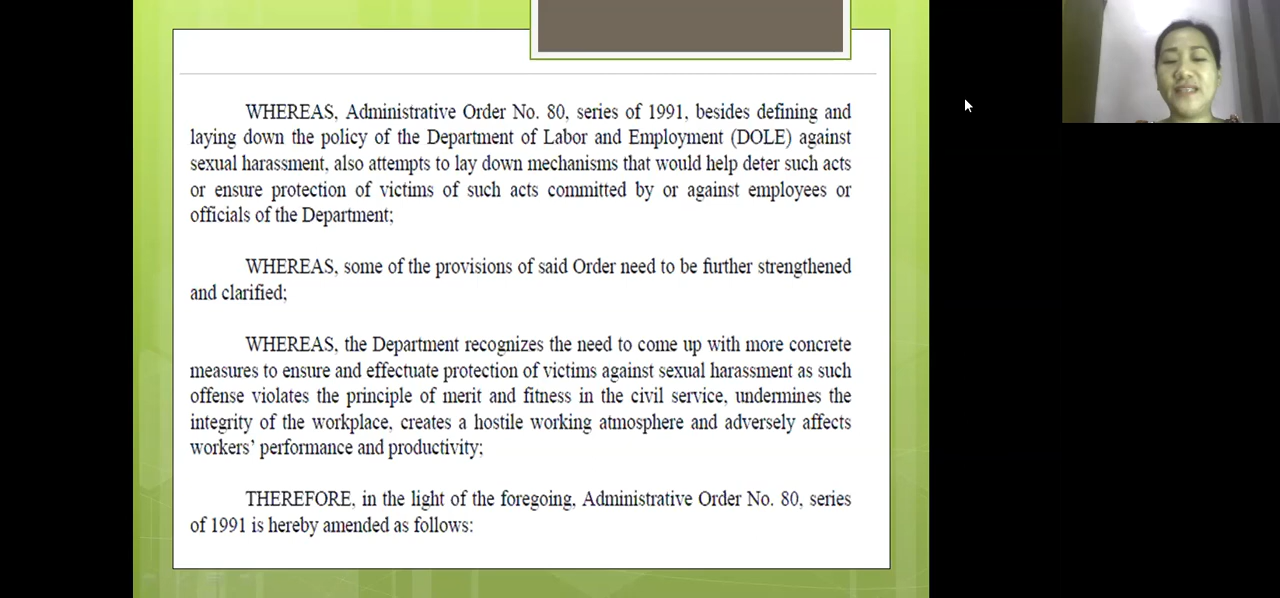 WHEREAS, Administrative Order No. 80, series of 1991, besides defining and
laying down the policy of the Department of Labor and Employment (DOLE) against
sexual harassment, also attempts to lay down mechanisms that would help deter such acts
or ensure protection of victims of such acts committed by or against employees or
officials of the Department;
WHEREAS, some of the provisions of said Order need to be further strengthened
and clarified;
WHEREAS, the Department recognizes the need to come up with more concrete
measures to ensure and effectuate protection of victims against sexual harassment as such
offense violates the principle of merit and fitness in the civil service, undermines the
integrity of the workplace, creates a hostile working atmosphere and adversely affects
workers’ performance and productivity;
THEREFORE, in the light of the foregoing, Administrative Order No. 80, series
of 1991 is hereby amended as follows: